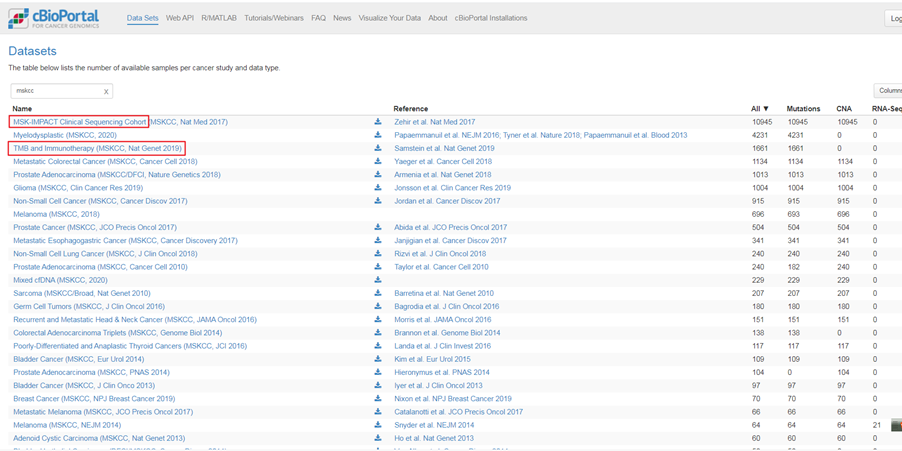 cBioPortal
FOR CANCER GENOMICS
Data Sets Web API R/MATLAB Tutorials/Webinars FAQ News Visualize Your Data About cBioPortal Installations
Datasets
The table below lists the number of available samples per cancer study and data type.
mskcc x
Name Reference All ▼ Mutations CNA
MSK-IMPACT Clinical Sequencing Cohort (MSKCC, Nat Med 2017) Zehir et al. Nat Med 2017 10945 10945 10945 0
Myelodysplastic (MSKCC, 2020) Papaemmanuil et al. NEJM 2016; Tyner et al. Nature 2018, Papaemmanuil et al. Blood 2013 4231 4231 0 0
TMB and Immunotherapy (MSKCC, Nat Genet 2019) Samstein et al. Nat Genet 2019 1661 1661 0 0
Metastatic Colorectal Cancer (MSKCC, Cancer Cell 2018) Yaeger et al. Cancer Cell 2018 1134 1134 1134 0
Prostate Adenocarcinoma (MSKCC/DFCI, Nature Genetics 2018) Armenia et al. Nat Genet 2018 1013 1013 1013 0
Glioma (MSKCC, Clin Cancer Res 2019) Jonsson et al. Clin Cancer Res 2019 1004 1004 1004 0
Non-Small Cell Cancer (MSKCC, Cancer Discov 2017) Jordan et al. Cancer Discov 2017 915 915 915 0
Melanoma (MSKCC, 2018) 696 693 696 0
Prostate Cancer (MSKCC, JCO Precis Oncol 2017) Abida et al. JCO Precis Oncol 2017 504 504 504 0
Metastatic Esophagogastric Cancer (MSKCC, Cancer Discovery 2017) Janjigian et al. Cancer Discov 2017 341 341 341 0
Non-Small Cell Lung Cancer (MSKCC, J Clin Oncol 2018) Rizvi et al. J Clin Oncol 2018 240 240 240 0
Prostate Adenocarcinoma (MSKCC, Cancer Cell 2010) Taylor et al. Cancer Cell 2010 240 182 240 0
Mixed cfDNA (MSKCC, 2020) 229 229 229 0
Sarcoma (MSKCC/Broad, Nat Genet 2010) Barretina et al. Nat Genet 2010 207 207 207 0
Germ Cell Tumors (MSKCC, J Clin Oncol 2016) Bagrodia et al. J Clin Oncol 2016 180 180 180 0
Recurrent and Metastatic Head & Neck Cancer (MSKCC, JAMA Oncol 2016) Morris et al. JAMA Oncol 2016 151 151 151 0
Colorectal Adenocarcinoma Triplets (MSKCC, Genome Biol 2014) Brannon et al. Genome Biol 2014 138 138 0 0
Poorly-Differentiated and Anaplastic Thyroid Cancers (MSKCC, JCI 2016) Landa et al. J Clin Invest 2016 117 117 117 0
Bladder Cancer (MSKCC, Eur Urol 2014) Kim et al. Eur Urol 2015 109 109 109 0
Prostate Adenocarcinoma (MSKCC, PNAS 2014) Hieronymus et al. PNAS 2014 104 0 104 0
Bladder Cancer (MSKCC, J Clin Onco 2013) Iyer et al. J Clin Oncol 2013 97 97 97 0
Breast Cancer (MSKCC, NPJ Breast Cancer 2019) Nixon et al. NPJ Breast Cancer 2019 70 70 70 0
Metastatic Melanoma (MSKCC, JCO Precis Oncol 2017) Catalanotti et al. JCO Precis Oncol 2017 66 66 66 0
Melanoma (MSKCC, NEJM 2014) Snyder et al. NEJM 2014 64 64 64 21
Adenoid Cystic Carcinoma (MSKCC, Nat Genet 2013) Ho et al. Nat Genet 2013 60 60 60 0